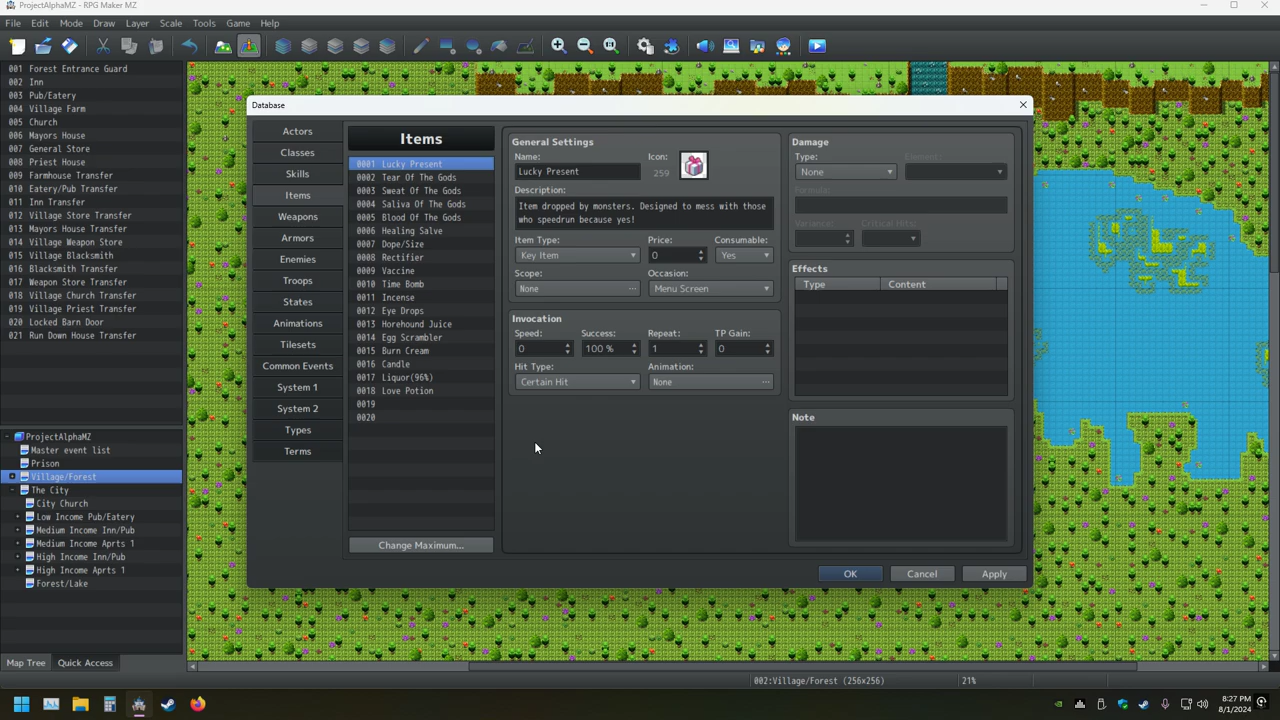 ProjectAlphaMZ - RPG Maker MZ
File Edit Mode Draw Layer Scale Tools Game Help
001 Forest Entrance Guard
002 Inn
003 Pub/Eatery
004 Village Farm
005 Church
006 Mayors House
007 General Store
008 Priest House
009 Farmhouse Transfer
010 Eatery/Pub Transfer
011 Inn Transfer
012 Village Store Transfer
013 Mayors House Transfer
014 Village Weapon Store
015 Village Blacksmith
016 Blacksmith Transfer
017 Weapon Store Transfer
018 Village Church Transfer
019 Village Priest Transfer
020 Locked Barn Door
021 Run Down House Transfer
ProjectAlphaMZ
Master event list
Prison
Village/Forest
The City
City Church
Low Income Pub/Eatery
Medium Income Inn/Pub
Medium Income Aprts 1
High Income Inn/Pub
High Income Aprts 1
Forest/Lake
Map Tree Quick Access
Database
Actors
Classes
Skills
Items
Weapons
Armors
Enemies
Troops
States
Animations
Tilesets
Common Events
System 1
System 2
Types
Terms
Items
0001 Lucky Present
0002 Tear Of The Gods
0003 Sweat Of The Gods
0004 Saliva Of The Gods
0005 Blood Of The Gods
0006 Healing Salve
0007 Dope/Size
0008 Rectifier
0009 Vaccine
0010 Time Bomb
0011 Incense
0012 Eye Drops
0013 Horehound Juice
0014 Egg Scrambler
0015 Burn Cream
0016 Candle
0017 Liquor(96%)
0018 Love Potion
0019
0020
Change Maximum...
General Settings
Name: Icon:
Lucky Present 259
Description:
Item dropped by monsters. Designed to mess with those
who speedrun because yes!
Item Type: Price: Consumable:
Key Item 0 Yes
Scope: Occasion:
None ... Menu Screen
Invocation
Speed: Success: Repeat: TP Gain:
0 100 % 1 0
Hit Type: Animation:
Certain Hit None ...
Damage
Type: Element:
None
Formula:
Variance: Critical Hits:
Effects
Type Content
Note
OK Cancel Apply
002:Village/Forest (256x256) 21%
8:27 PM
8/1/2024